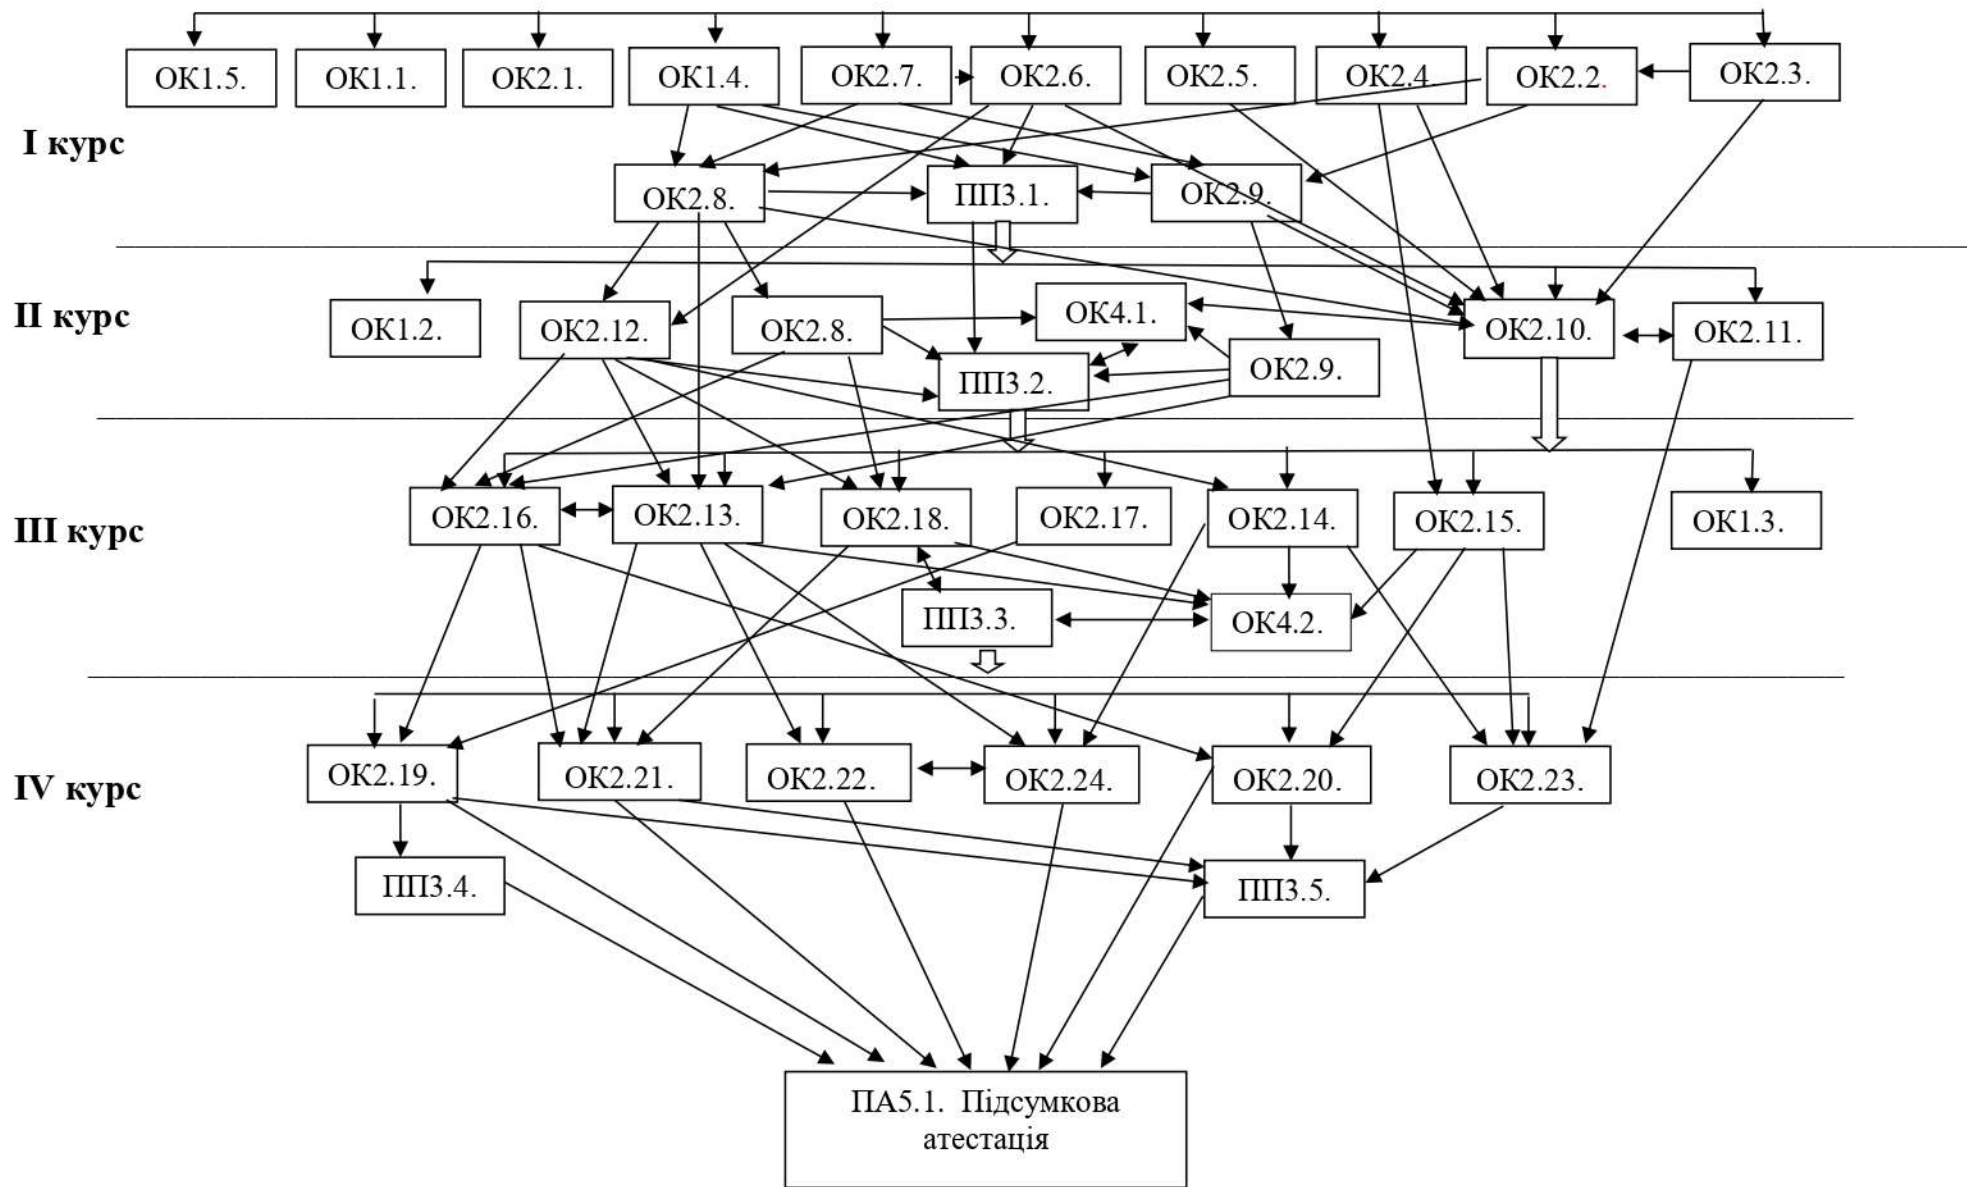 ОК1.5.
ОК1.1.
ОК2.1.
ОК1.4.
ОК2.7.
ОК2.6.
ОК2.5.
ОК2.4.
ОК2.2.
ОК2.3.
I курс
ОК2.8.
ПП3.1.
ОК2.9.
II курс
ОК1.2.
ОК2.12.
ОК2.8.
ОК4.1.
ОК2.10.
ОК2.11.
ПП3.2.
ОК2.9.
III курс
ОК2.16.
ОК2.13.
ОК2.18.
ОК2.17.
ОК2.14.
ОК2.15.
ОК1.3.
ПП3.3.
ОК4.2.
IV курс
ОК2.19.
ОК2.21.
ОК2.22.
ОК2.24.
ОК2.20.
ОК2.23.
ПП3.4.
ПП3.5.
ПА5.1. Підсумкова
атестація